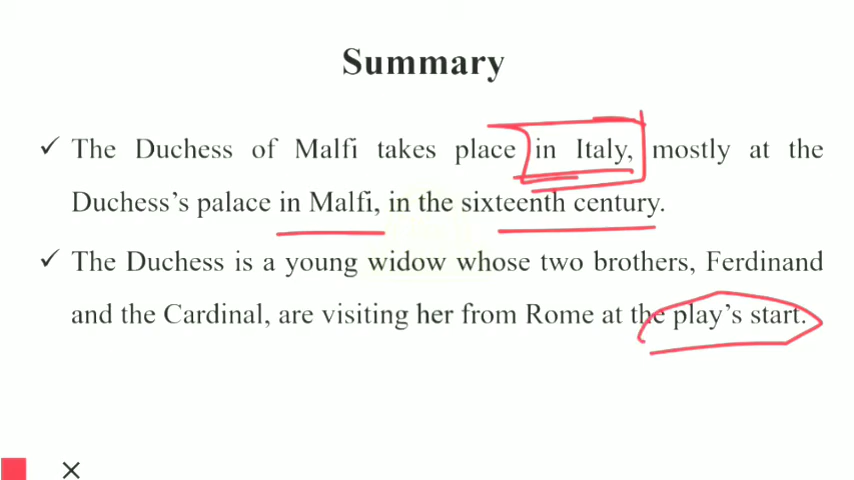 Summary
✓ The Duchess of Malfi takes place in Italy, mostly at the
Duchess’s palace in Malfi, in the sixteenth century.
✓ The Duchess is a young widow whose two brothers, Ferdinand
and the Cardinal, are visiting her from Rome at the play’s start.